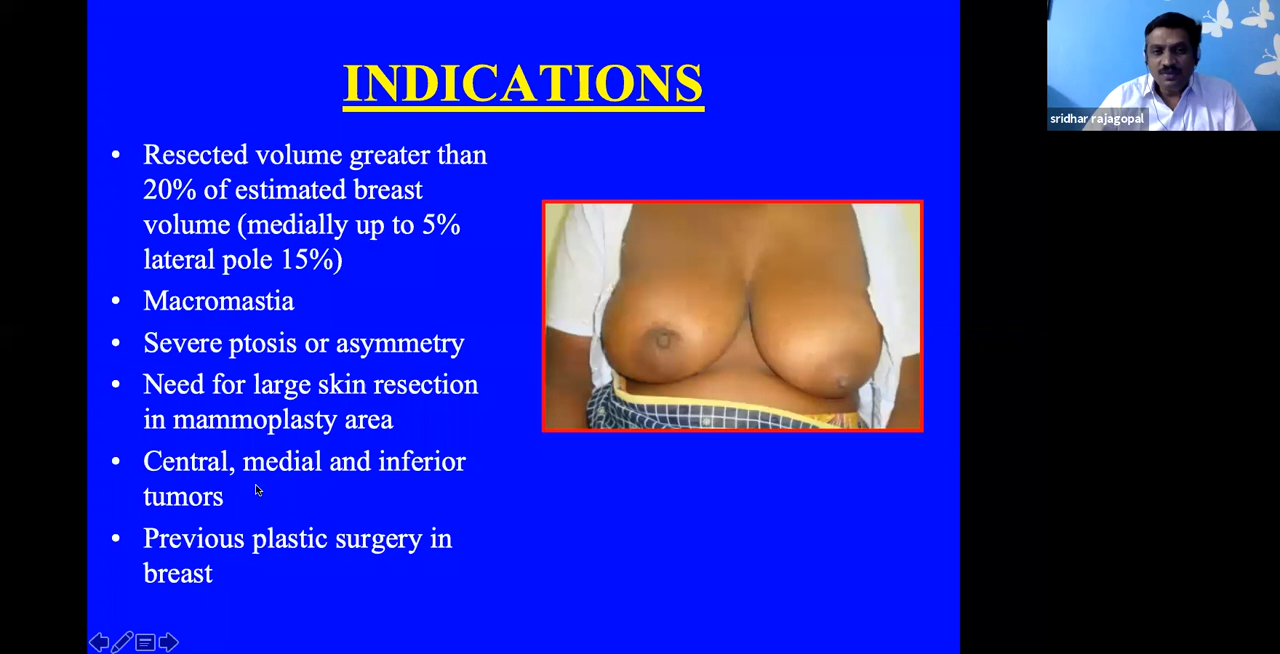 INDICATIONS
• Resected volume greater than
20% of estimated breast
volume (medially up to 5%
lateral pole 15%)
• Macromastia
• Severe ptosis or asymmetry
• Need for large skin resection
in mammoplasty area
• Central, medial and inferior
tumors
• Previous plastic surgery in
breast
sridhar rajagopal